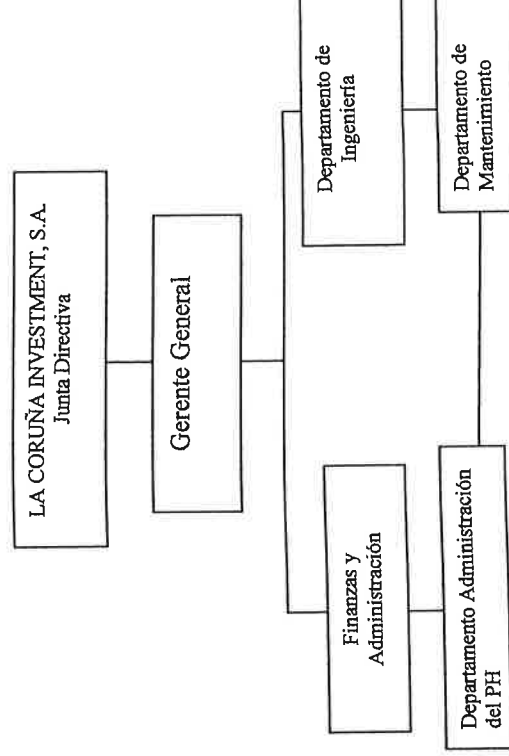 LA CORUÑA INVESTMENT, S.A.
Junta Directiva
Gerente General
Finanzas y
Administración
Departamento de
Ingeniería
Departamento Administración
del PH
Departamento de
Mantenimiento